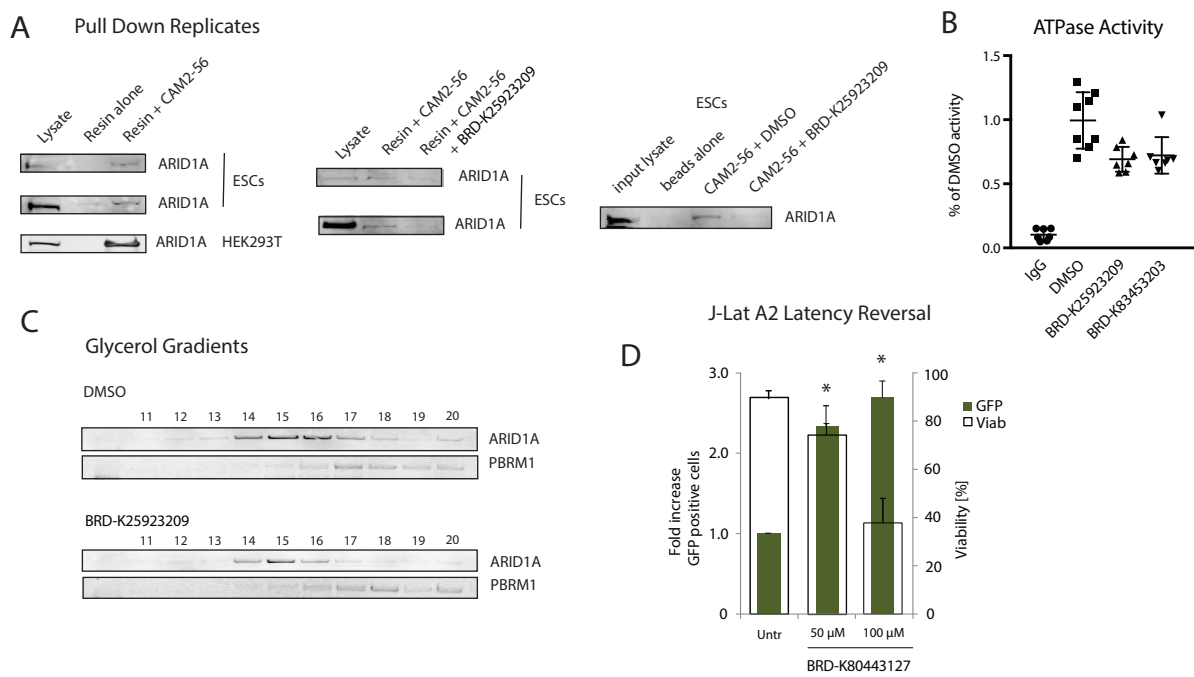 A
Pull Down Replicates
Lysate
Resin alone
Resin + CAM2-56
ARID1A
ARID1A
ESCs
ARID1A HEK293T
Lysate
Resin + CAM2-56
Resin + CAM2-56
+ BRD-K25923209
ARID1A
ARID1A
ESCs
ESCs
input lysate
beads alone
CAM2-56 + DMSO
CAM2-56 + BRD-K25923209
ARID1A
B
ATPase Activity
% of DMSO activity
1.5
1.0
0.5
0.0
IgG
DMSO
BRD-K25923209
BRD-K83453203
C
Glycerol Gradients
DMSO
11 12 13 14 15 16 17 18 19 20
ARID1A
PBRM1
BRD-K25923209
11 12 13 14 15 16 17 18 19 20
ARID1A
PBRM1
J-Lat A2 Latency Reversal
D
Fold increase
GFP positive cells
3.0
2.0
1.0
0
*
*
100
80
60
40
20
0
Viability [%]
GFP
Viab
Untr
50 µM
100 µM
BRD-K80443127